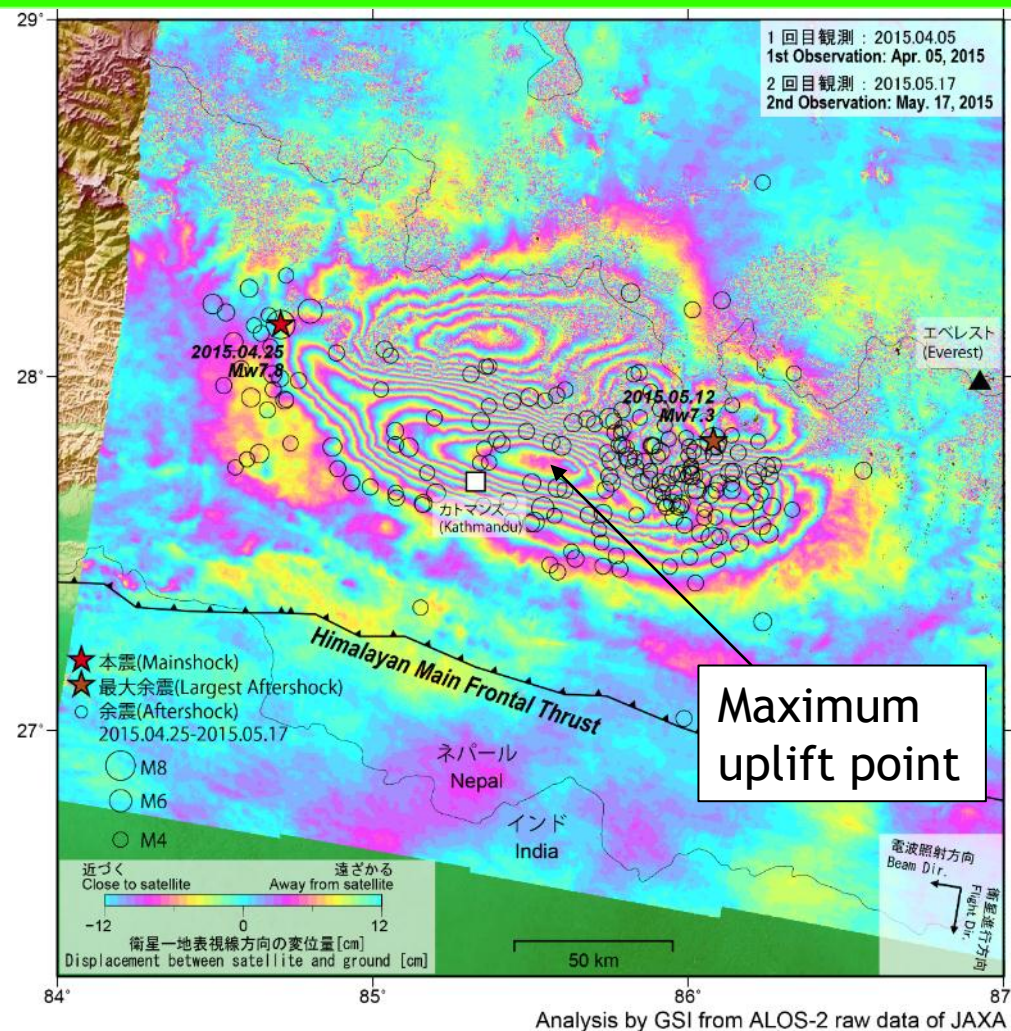 29°
1 回目観測 : 2015.04.05
1st Observation: Apr. 05, 2015
2 回目観測 : 2015.05.17
2nd Observation: May. 17, 2015
エベレスト
(Everest)
28°
2015.04.25
Mw7.8
2015.05.12
Mw7.3
カトマンズ
(Kathmandu)
Himalayan Main Frontal Thrust
本震(Mainshock)
最大余震(Largest Aftershock)
余震(Aftershock)
2015.04.25-2015.05.17
M8
M6
M4
27°
Maximum
uplift point
ネパール
Nepal
インド
India
近づく 遠ざかる
Close to satellite Away from satellite
−12 0 12
衛星−地表視線方向の変位量[cm]
Displacement between satellite and ground [cm]
50 km
電波照射方向
Beam Dir.
衛星進行方向
Flight Dir.
84° 85° 86° 87
Analysis by GSI from ALOS-2 raw data of JAXA